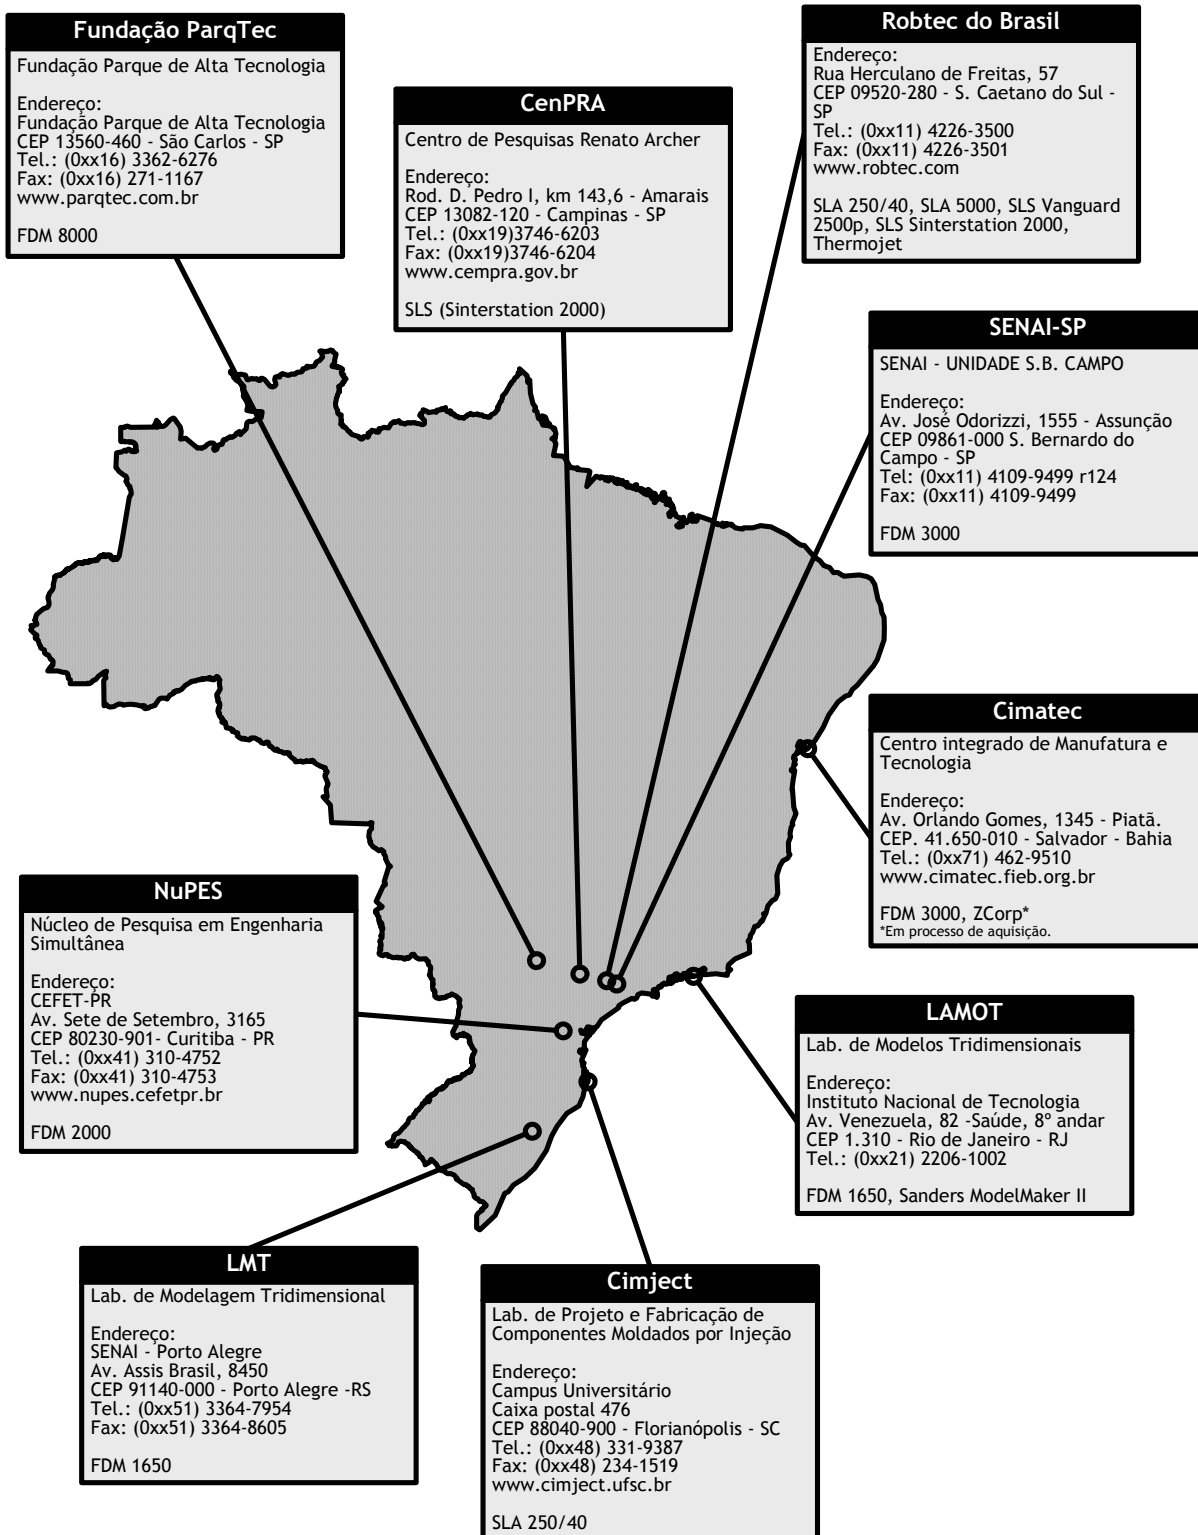 Fundação ParqTec
Fundação Parque de Alta Tecnologia
Endereço:
Fundação Parque de Alta Tecnologia
CEP 13560-460 - São Carlos - SP
Tel.: (0xx16) 3362-6276
Fax: (0xx16) 271-1167
www.parqtec.com.br
FDM 8000
CenPRA
Centro de Pesquisas Renato Archer
Endereço:
Rod. D. Pedro I, km 143,6 - Amarais
CEP 13082-120 - Campinas - SP
Tel.: (0xx19)3746-6203
Fax: (0xx19)3746-6204
www.cempra.gov.br
SLS (Sinterstation 2000)
Robtec do Brasil
Endereço:
Rua Herculano de Freitas, 57
CEP 09520-280 - S. Caetano do Sul -
SP
Tel.: (0xx11) 4226-3500
Fax: (0xx11) 4226-3501
www.robtec.com
SLA 250/40, SLA 5000, SLS Vanguard
2500p, SLS Sinterstation 2000,
Thermojet
SENAI-SP
SENAI - UNIDADE S.B. CAMPO
Endereço:
Av. José Odorizzi, 1555 - Assunção
CEP 09861-000 S. Bernardo do
Campo - SP
Tel: (0xx11) 4109-9499 r124
Fax: (0xx11) 4109-9499
FDM 3000
Cimatec
Centro integrado de Manufatura e
Tecnologia
Endereço:
Av. Orlando Gomes, 1345 - Piatã.
CEP. 41.650-010 - Salvador - Bahia
Tel.: (0xx71) 462-9510
www.cimatec.fieb.org.br
FDM 3000, ZCorp*
*Em processo de aquisição.
NuPES
Núcleo de Pesquisa em Engenharia
Simultânea
Endereço:
CEFET-PR
Av. Sete de Setembro, 3165
CEP 80230-901- Curitiba - PR
Tel.: (0xx41) 310-4752
Fax: (0xx41) 310-4753
www.nupes.cefetpr.br
FDM 2000
LAMOT
Lab. de Modelos Tridimensionais
Endereço:
Instituto Nacional de Tecnologia
Av. Venezuela, 82 -Saúde, 8º andar
CEP 1.310 - Rio de Janeiro - RJ
Tel.: (0xx21) 2206-1002
FDM 1650, Sanders ModelMaker II
LMT
Lab. de Modelagem Tridimensional
Endereço:
SENAI - Porto Alegre
Av. Assis Brasil, 8450
CEP 91140-000 - Porto Alegre -RS
Tel.: (0xx51) 3364-7954
Fax: (0xx51) 3364-8605
FDM 1650
Cimject
Lab. de Projeto e Fabricação de
Componentes Moldados por Injeção
Endereço:
Campus Universitário
Caixa postal 476
CEP 88040-900 - Florianópolis - SC
Tel.: (0xx48) 331-9387
Fax: (0xx48) 234-1519
www.cimject.ufsc.br
SLA 250/40